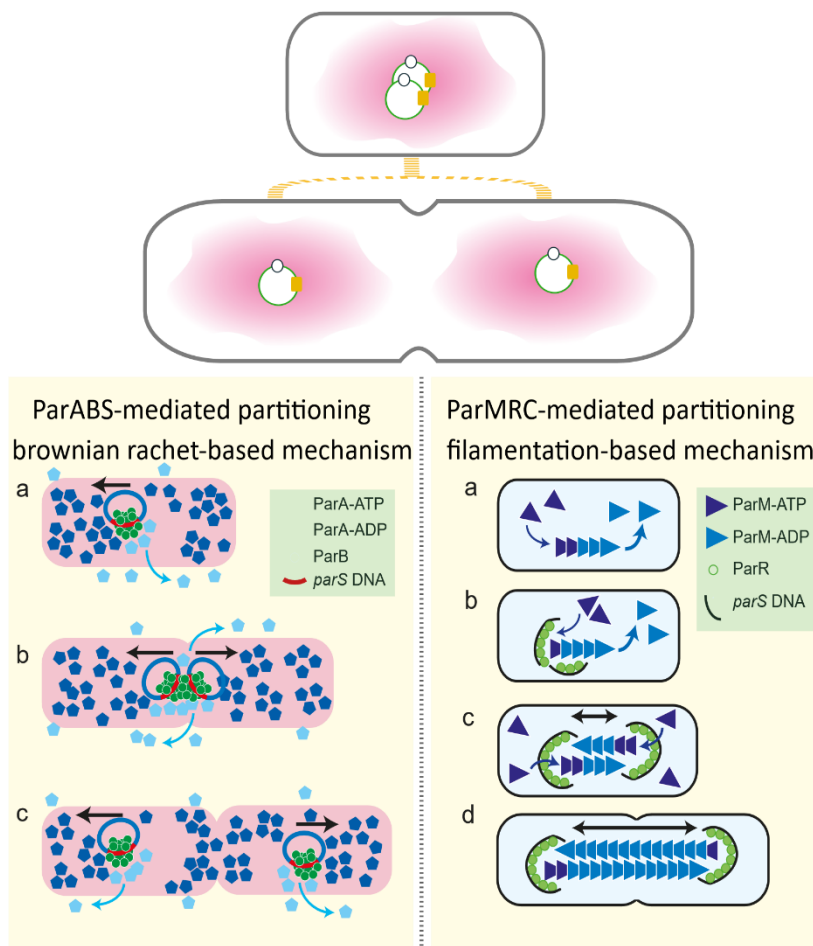 ParABS-mediated partitioning
brownian rachet-based mechanism
a
ParA-ATP
ParA-ADP
ParB
parS DNA
b
c
ParMRC-mediated partitioning
filamentation-based mechanism
a
ParM-ATP
ParM-ADP
ParR
parS DNA
b
c
d